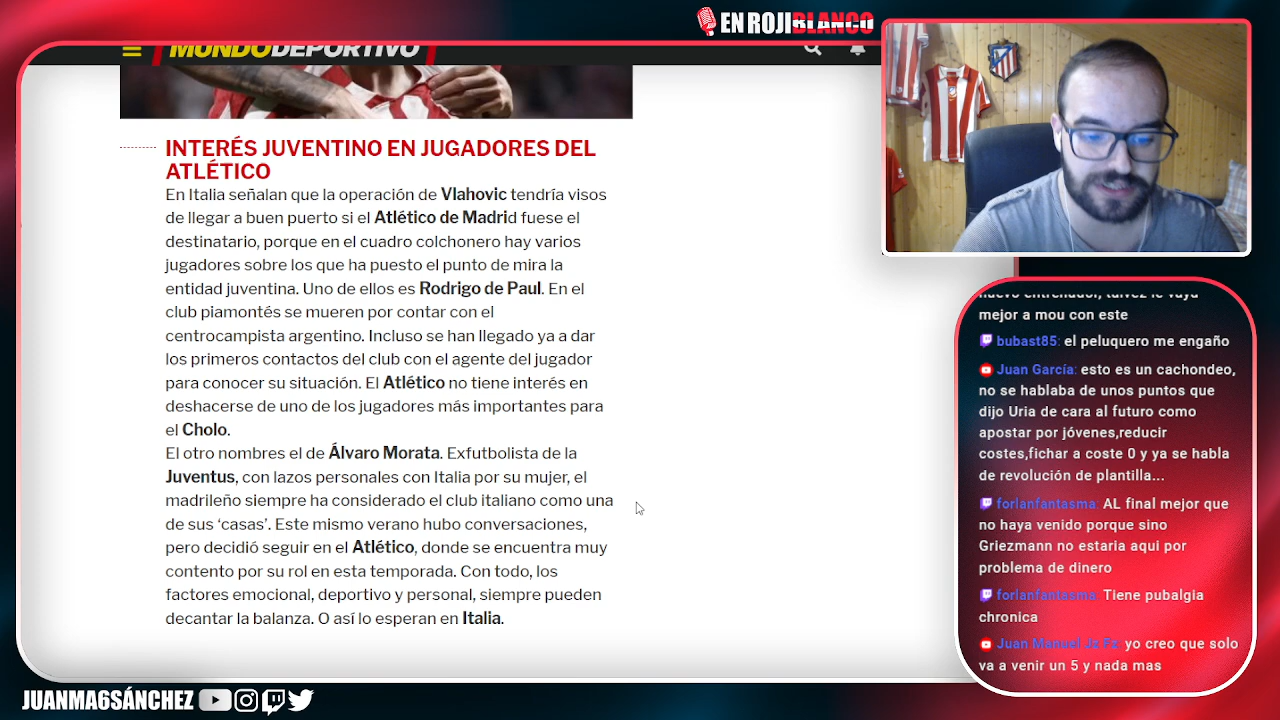 EN ROJIBLANCO
MUNDODEPORTIVO
INTERÉS JUVENTINO EN JUGADORES DEL
ATLÉTICO
En Italia señalan que la operación de Vlahovic tendría visos
de llegar a buen puerto si el Atlético de Madrid fuese el
destinatario, porque en el cuadro colchonero hay varios
jugadores sobre los que ha puesto el punto de mira la
entidad juventina. Uno de ellos es Rodrigo de Paul. En el
club piamontés se mueren por contar con el
centrocampista argentino. Incluso se han llegado ya a dar
los primeros contactos del club con el agente del jugador
para conocer su situación. El Atlético no tiene interés en
deshacerse de uno de los jugadores más importantes para
el Cholo.
El otro nombres el de Álvaro Morata. Exfutbolista de la
Juventus, con lazos personales con Italia por su mujer, el
madrileño siempre ha considerado el club italiano como una
de sus ‘casas’. Este mismo verano hubo conversaciones,
pero decidió seguir en el Atlético, donde se encuentra muy
contento por su rol en esta temporada. Con todo, los
factores emocional, deportivo y personal, siempre pueden
decantar la balanza. O así lo esperan en Italia.
nuevo entrenador, talvez le vaya
mejor a mou con este
bubast85: el peluquero me engaño
Juan García: esto es un cachondeo,
no se hablaba de unos puntos que
dijo Uria de cara al futuro como
apostar por jóvenes,reducir
costes,fichar a coste 0 y ya se habla
de revolución de plantilla...
forlanfantasma: AL final mejor que
no haya venido porque sino
Griezmann no estaria aqui por
problema de dinero
forlanfantasma: Tiene pubalgia
chronica
Juan Manuel Jz Fz: yo creo que solo
va a venir un 5 y nada mas
JUANMA6SÁNCHEZ